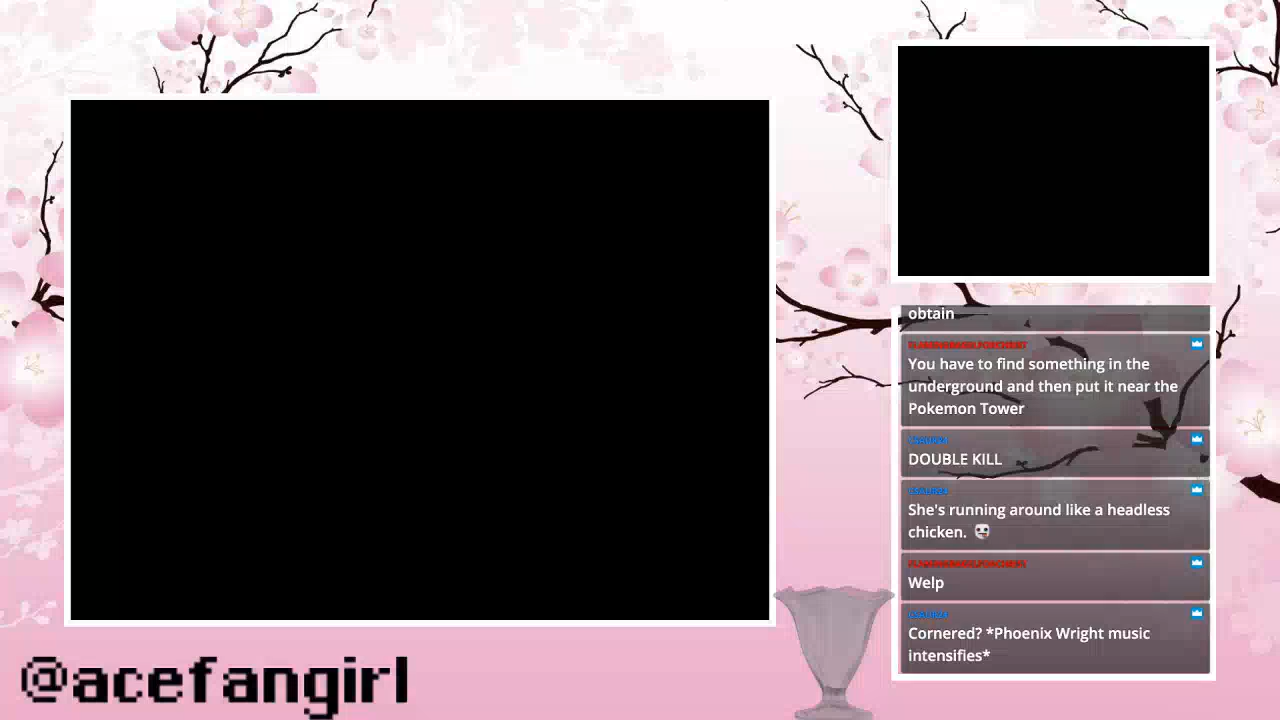 obtain
You have to find something in the
underground and then put it near the
Pokemon Tower
DOUBLE KILL
She's running around like a headless
chicken.
Welp
Cornered? *Phoenix Wright music
intensifies*
@acefangirl